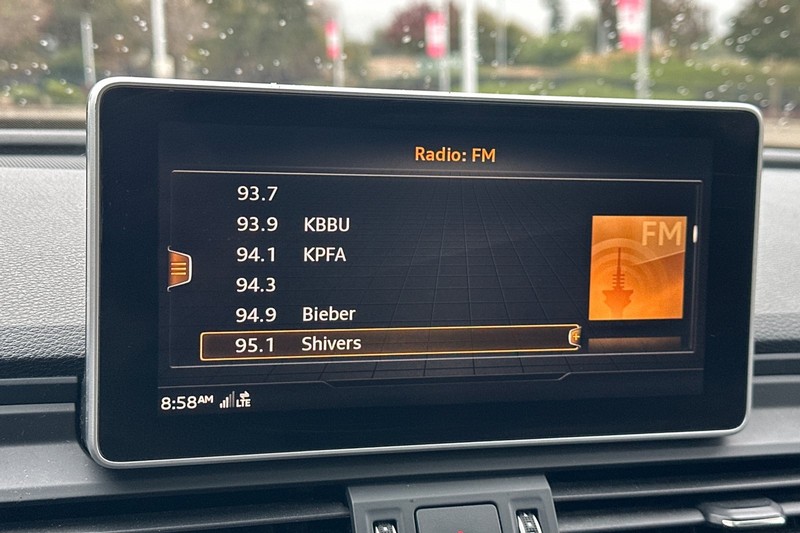 Radio: FM
93.7
93.9 KBBU
94.1 KPFA
94.3
94.9 Bieber
95.1 Shivers
FM
8:58AM LTE